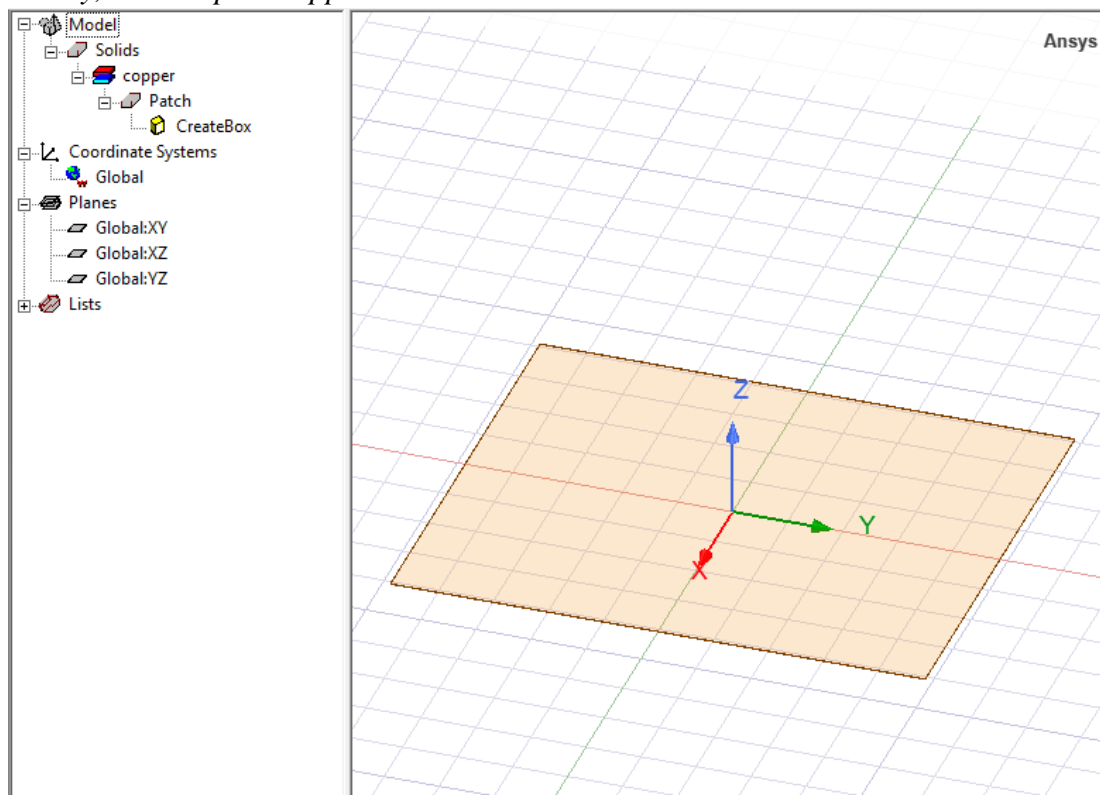 Model
Solids
copper
Patch
CreateBox
Coordinate Systems
Global
Planes
Global:XY
Global:XZ
Global:YZ
Lists
Ansys
Z
Y
X